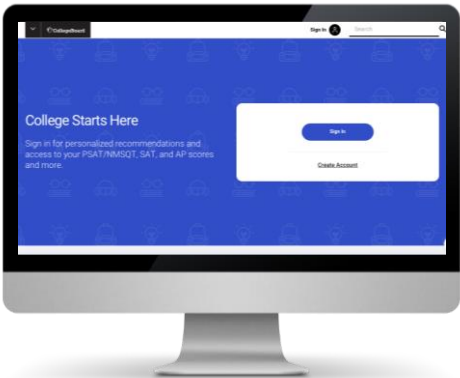 CollegeBoard
Sign In
Search
College Starts Here
Sign in for personalized recommendations and
access to your PSAT/NMSQT, SAT, and AP scores
and more.
Sign In
Create Account